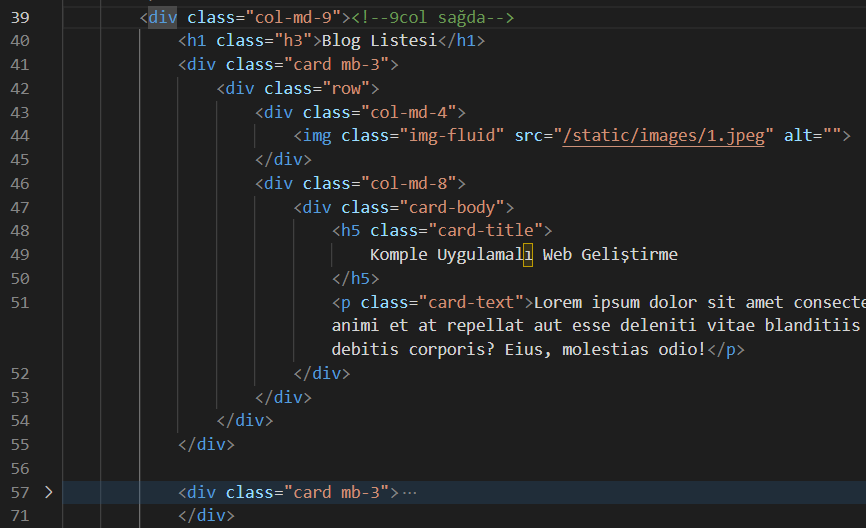 39 <div class="col-md-9"><!--9col sağda-->
40 <h1 class="h3">Blog Listesi</h1>
41 <div class="card mb-3">
42 <div class="row">
43 <div class="col-md-4">
44 <img class="img-fluid" src="/static/images/1.jpeg" alt="">
45 </div>
46 <div class="col-md-8">
47 <div class="card-body">
48 <h5 class="card-title">
49 Komple Uygulamalı Web Geliştirme
50 </h5>
51 <p class="card-text">Lorem ipsum dolor sit amet consecte
animi et at repellat aut esse deleniti vitae blanditiis
debitis corporis? Eius, molestias odio!</p>
52 </div>
53 </div>
54 </div>
55 </div>
56
57 <div class="card mb-3">…
71 </div>